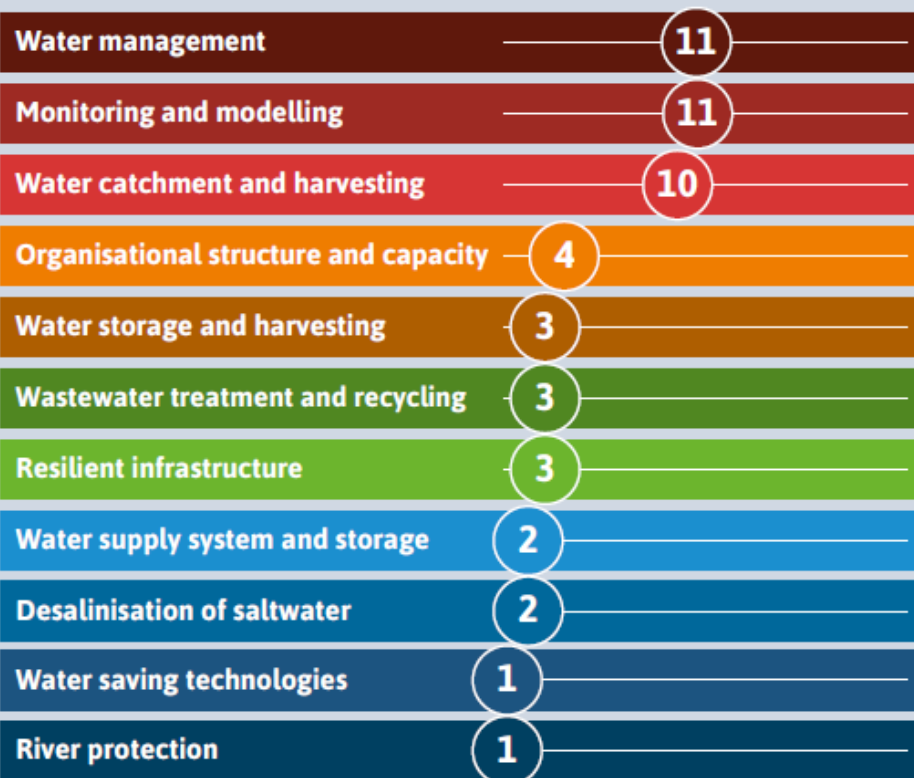 Water management 11
Monitoring and modelling 11
Water catchment and harvesting 10
Organisational structure and capacity 4
Water storage and harvesting 3
Wastewater treatment and recycling 3
Resilient infrastructure 3
Water supply system and storage 2
Desalinisation of saltwater 2
Water saving technologies 1
River protection 1